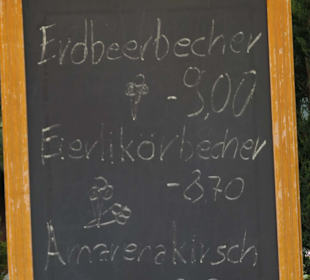 Erdbeerbecher
-9,00
Eierlikörbecher
-8,70
Amarenakirsch